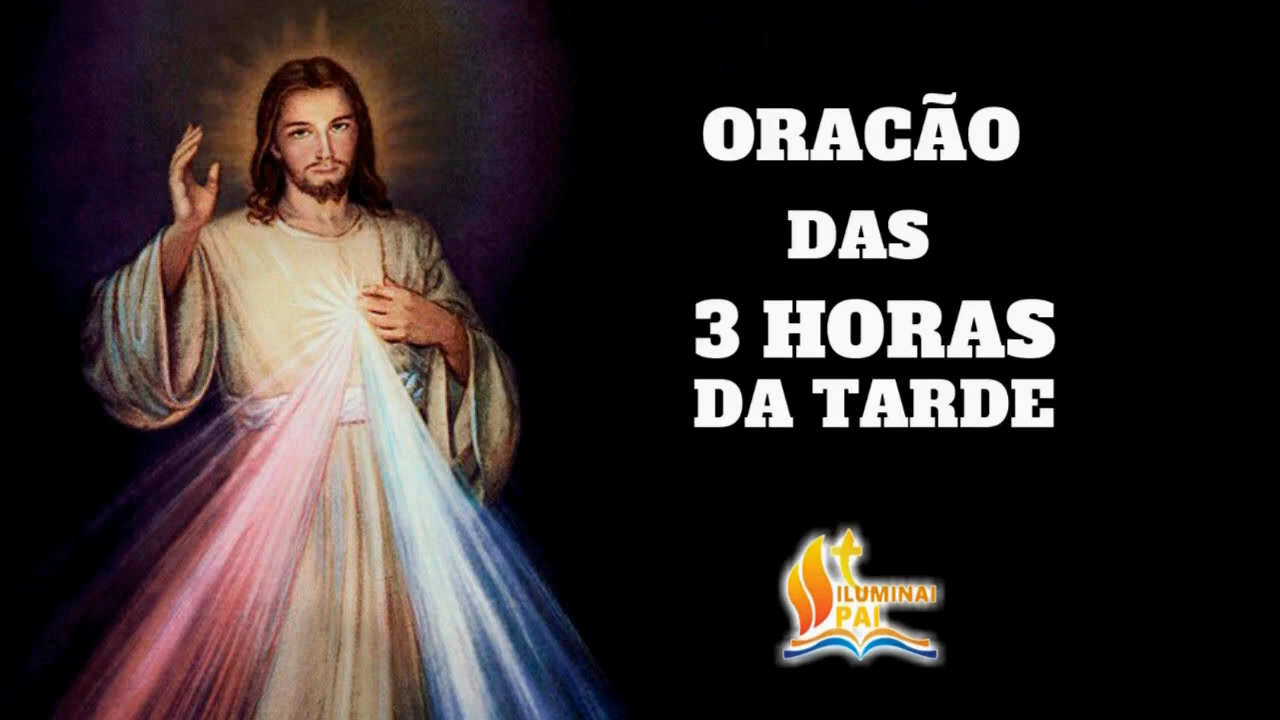 ORACÃO
DAS
3 HORAS
DA TARDE
ILUMINAI
PAI